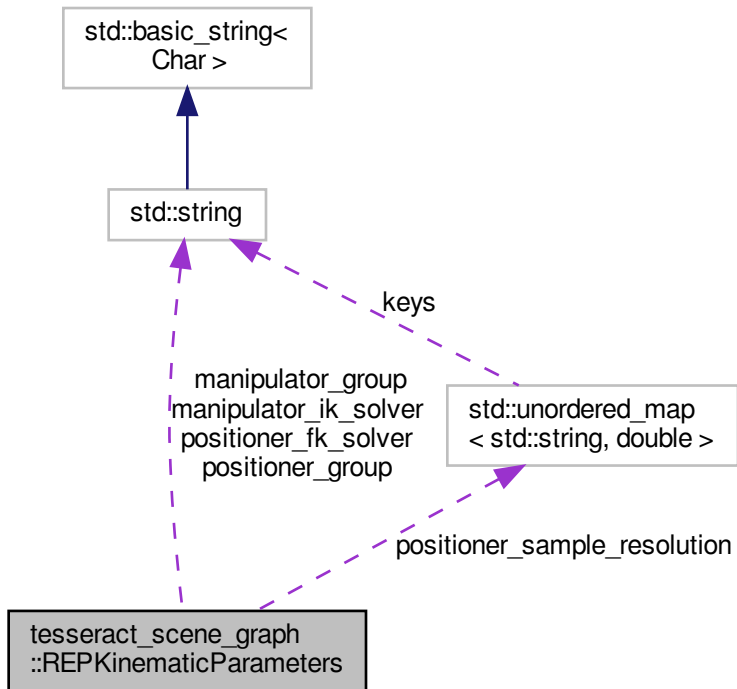 std::basic_string<
Char >
std::string
keys
manipulator_group
manipulator_ik_solver
positioner_fk_solver
positioner_group
std::unordered_map
< std::string, double >
positioner_sample_resolution
tesseract_scene_graph
::REPKinematicParameters